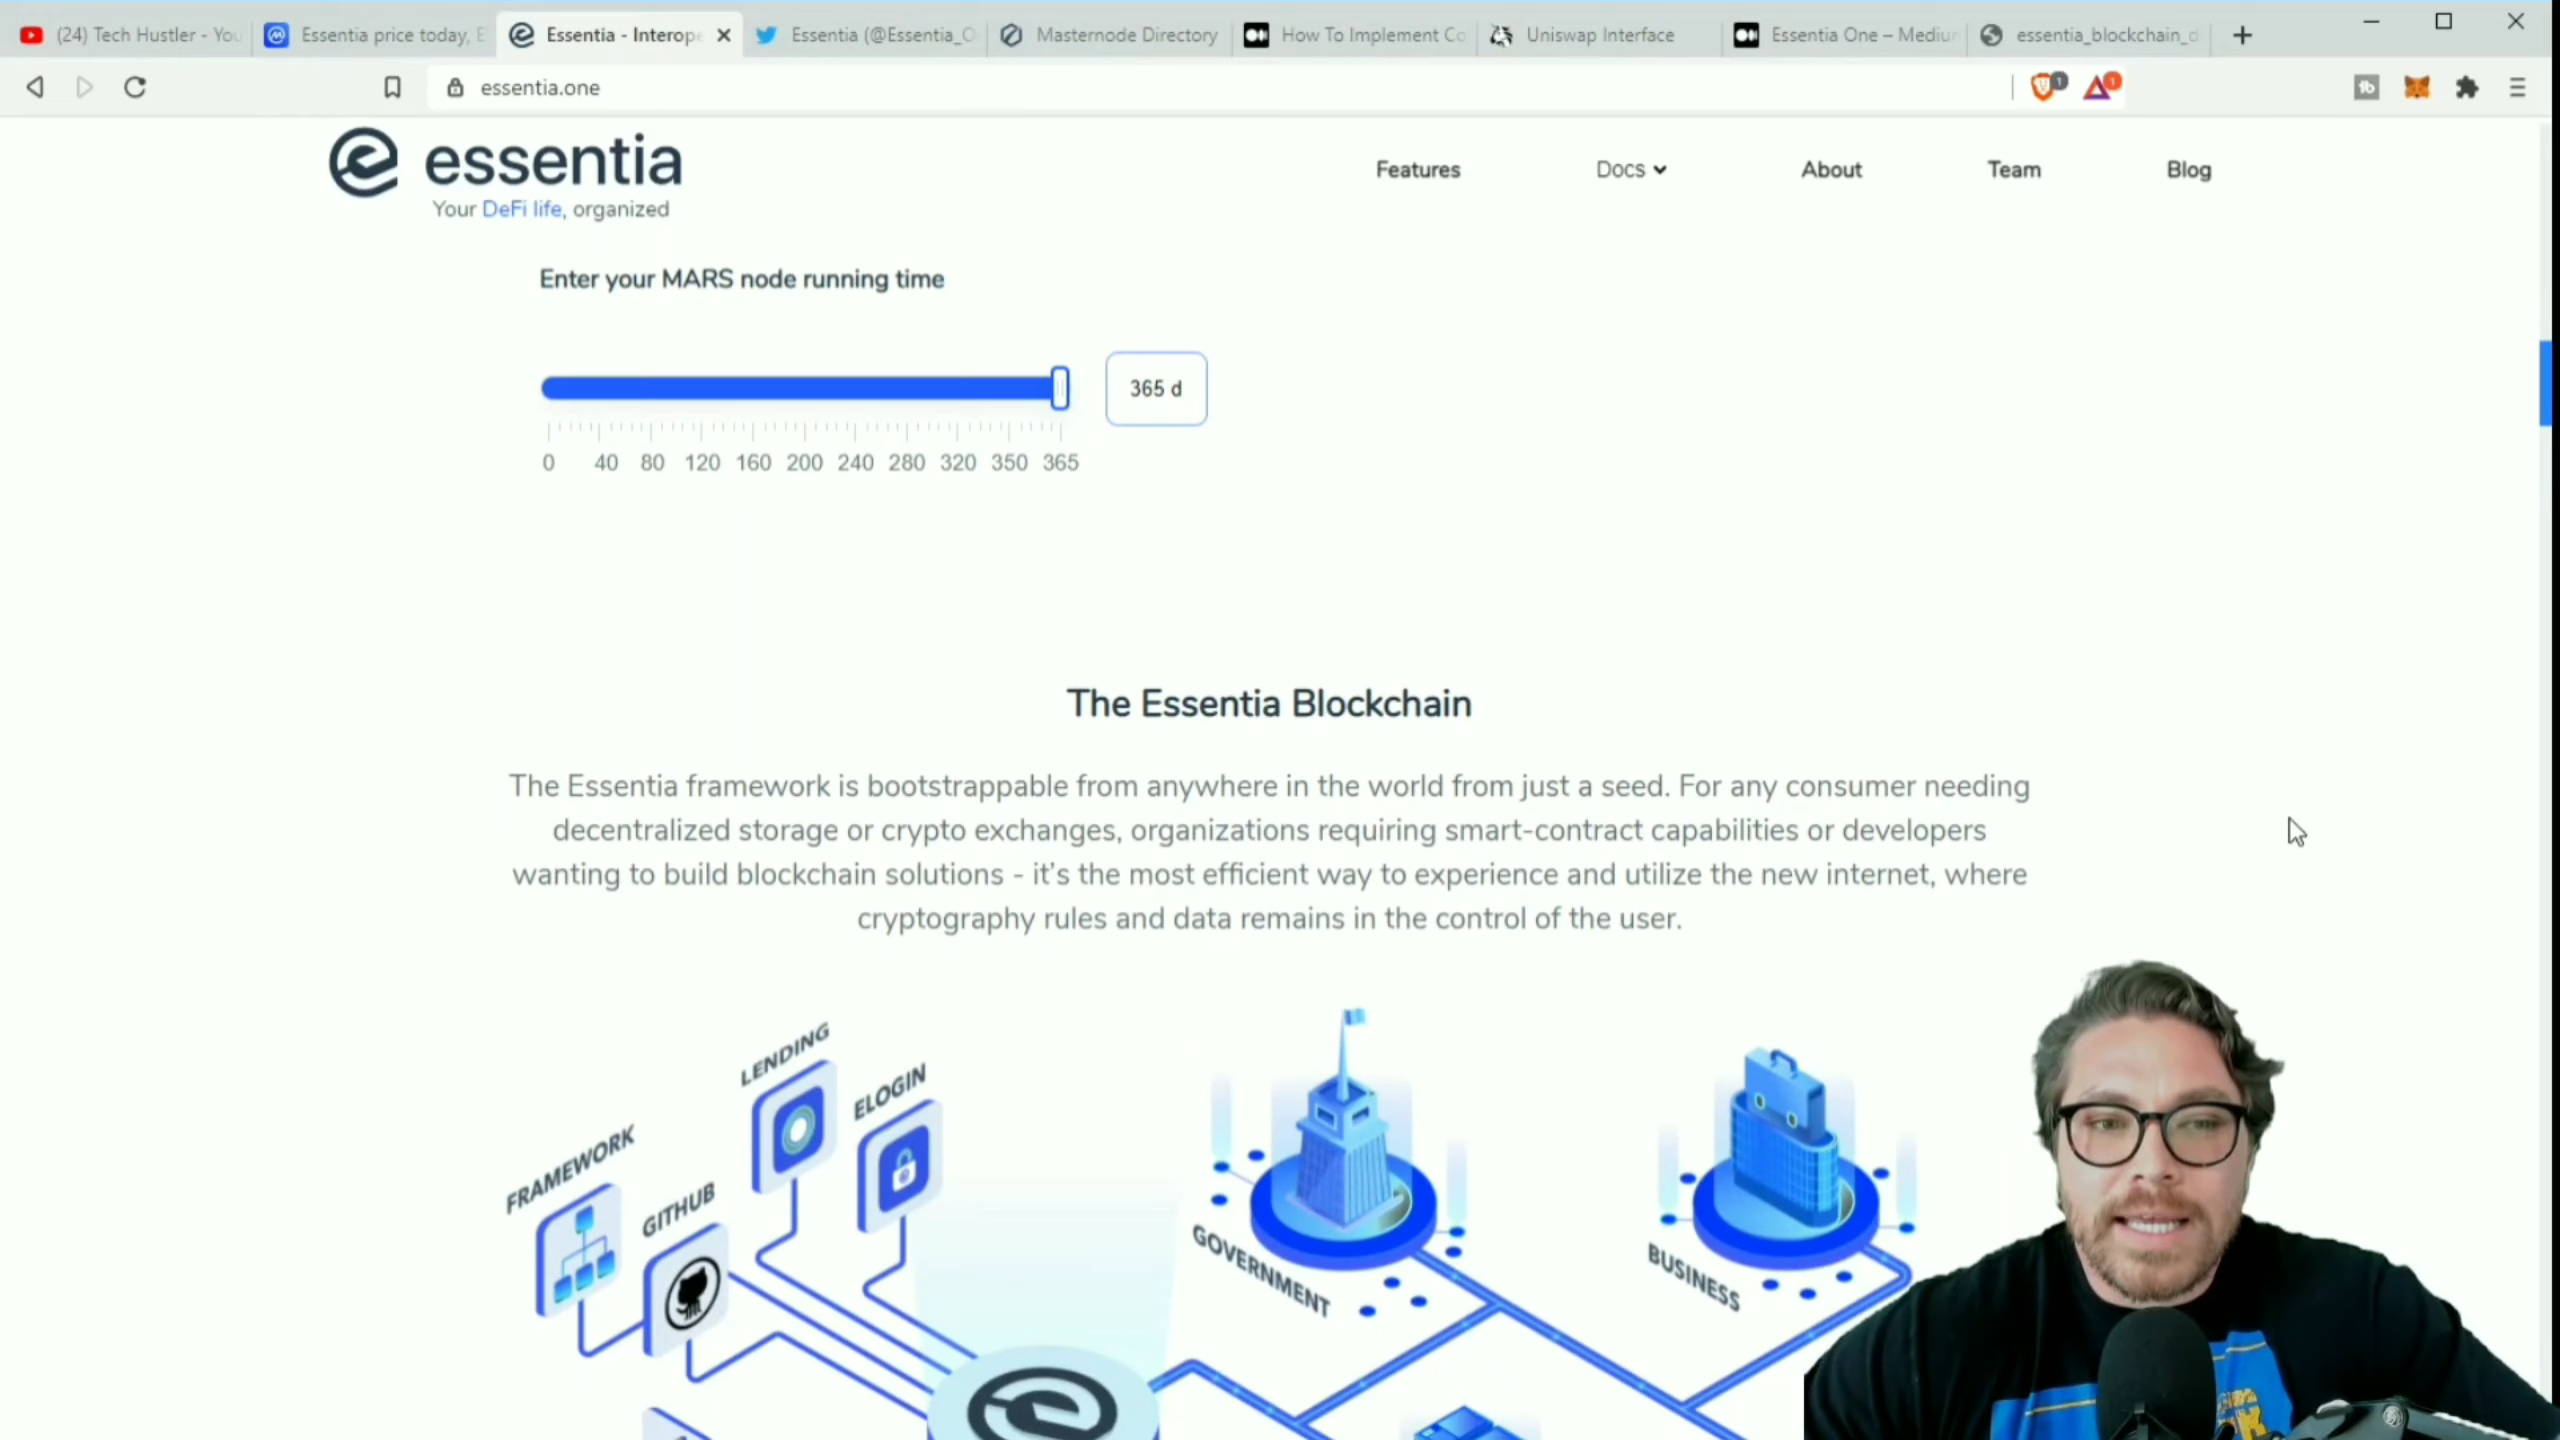 (24) Tech Hustler - You
Essentia price today, E
Essentia - Interope
Essentia (@Essentia_O
Masternode Directory
How To Implement Co
Uniswap Interface
Essentia One – Medium
essentia_blockchain_d
essentia.one
1
1
tb
essentia
Your DeFi life, organized
Features
Docs
About
Team
Blog
Enter your MARS node running time
365 d
0 40 80 120 160 200 240 280 320 350 365
The Essentia Blockchain
The Essentia framework is bootstrappable from anywhere in the world from just a seed. For any consumer needing
decentralized storage or crypto exchanges, organizations requiring smart-contract capabilities or developers
wanting to build blockchain solutions - it's the most efficient way to experience and utilize the new internet, where
cryptography rules and data remains in the control of the user.
LENDING
ELOGIN
FRAMEWORK
GITHUB
GOVERNMENT
BUSINESS